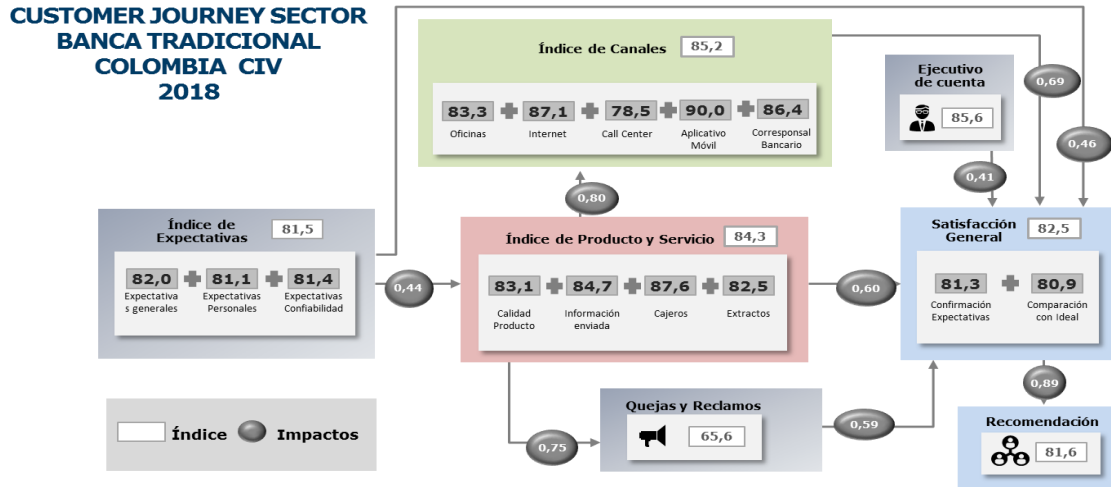 CUSTOMER JOURNEY SECTOR
BANCA TRADICIONAL
COLOMBIA CIV
2018
Índice de Canales
85,2
83,3
87,1
78,5
90,0
86,4
Oficinas
Internet
Call Center
Aplicativo
Móvil
Corresponsal
Bancario
Ejecutivo
de cuenta
85,6
0,69
0,46
0,41
0,80
Índice de
Expectativas
81,5
82,0
81,1
81,4
Expectativa
s generales
Expectativas
Personales
Expectativas
Confiabilidad
0,44
Índice de Producto y Servicio
84,3
83,1
84,7
87,6
82,5
Calidad
Producto
Información
enviada
Cajeros
Extractos
0,60
Satisfacción
General
82,5
81,3
80,9
Confirmación
Expectativas
Comparación
con Ideal
0,89
Quejas y Reclamos
65,6
0,75
0,59
Recomendación
81,6
Índice
Impactos